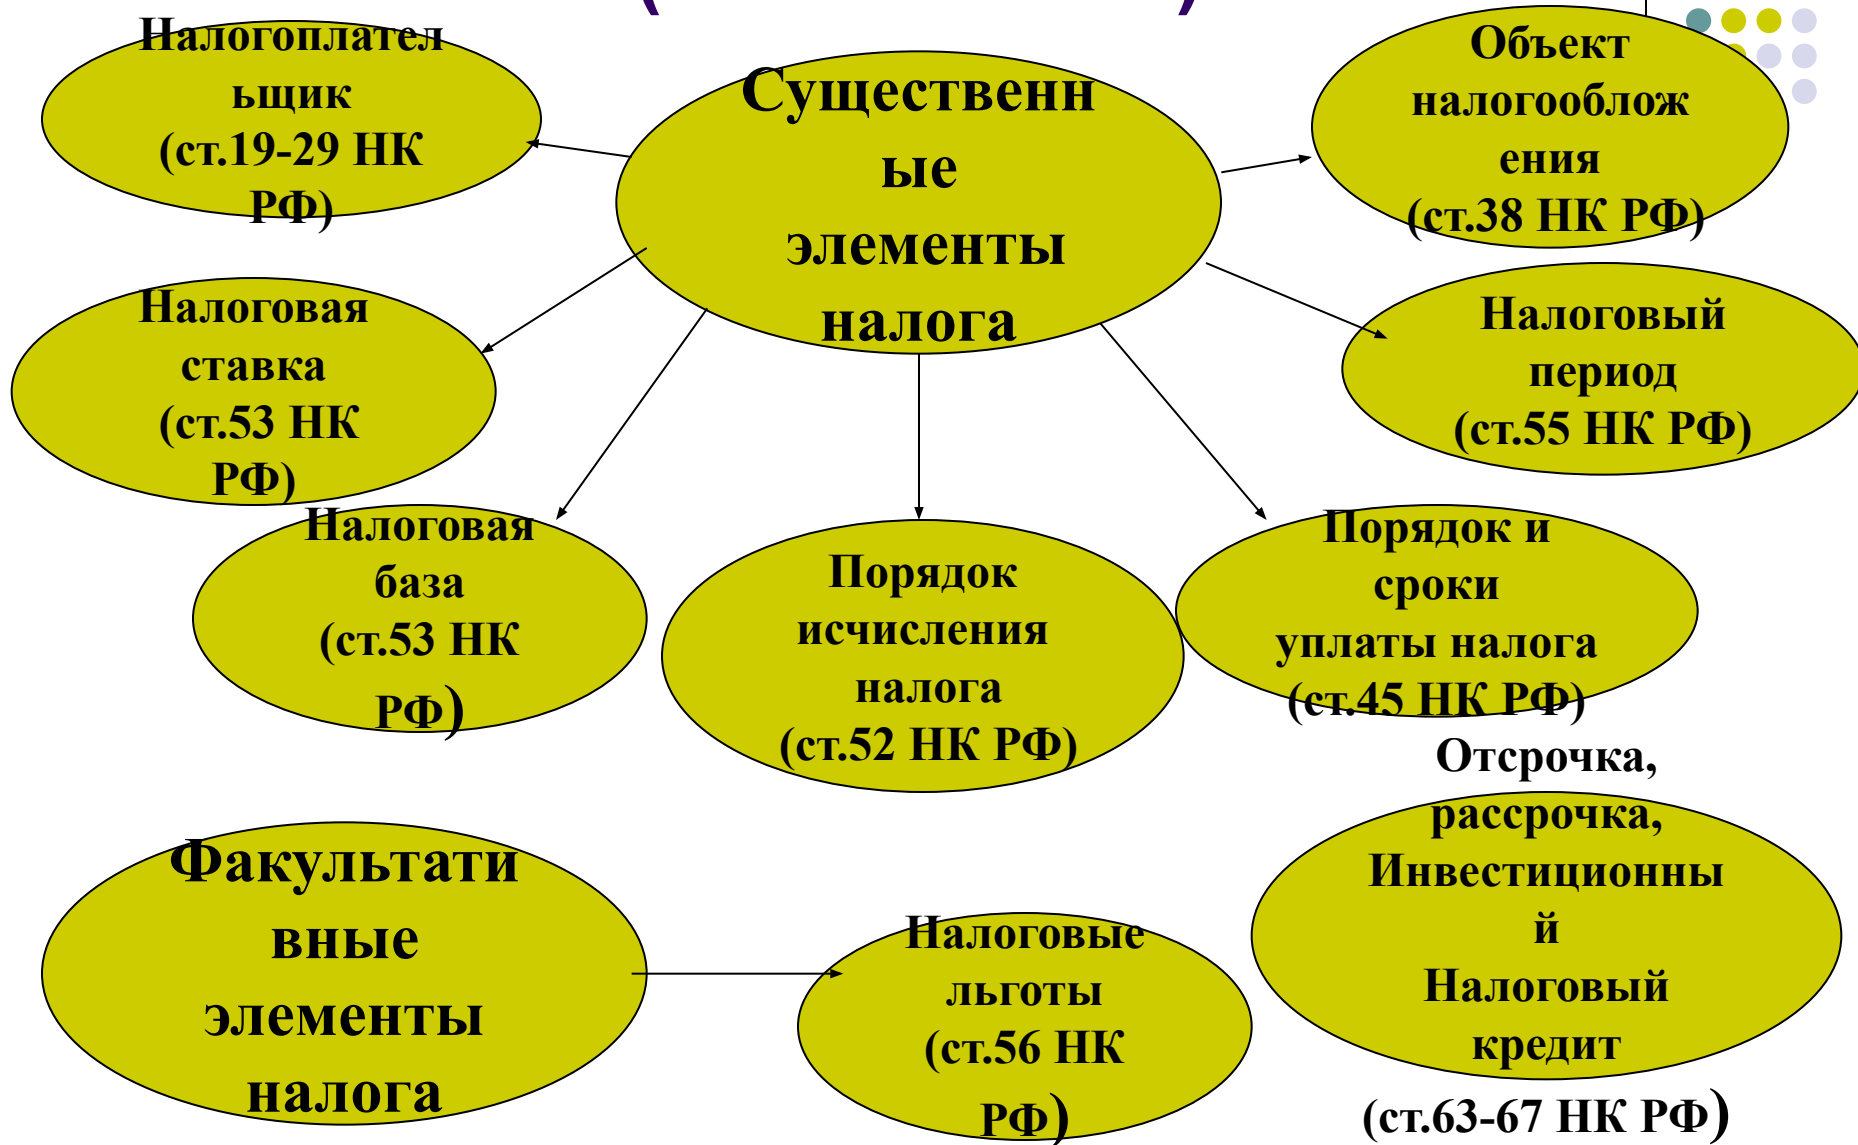 Налогоплател
ьщик
(ст.19-29 НК
РФ)
Существенн
ые
элементы
налога
Объект
налогооблож
ения
(ст.38 НК РФ)
Налоговая
ставка
(ст.53 НК
РФ)
Налоговый
период
(ст.55 НК РФ)
Налоговая
база
(ст.53 НК
РФ)
Порядок
исчисления
налога
(ст.52 НК РФ)
Порядок и
сроки
уплаты налога
(ст.45 НК РФ)
Факультати
вные
элементы
налога
Налоговые
льготы
(ст.56 НК
РФ)
Отсрочка,
рассрочка,
Инвестиционны
й
Налоговый
кредит
(ст.63-67 НК РФ)